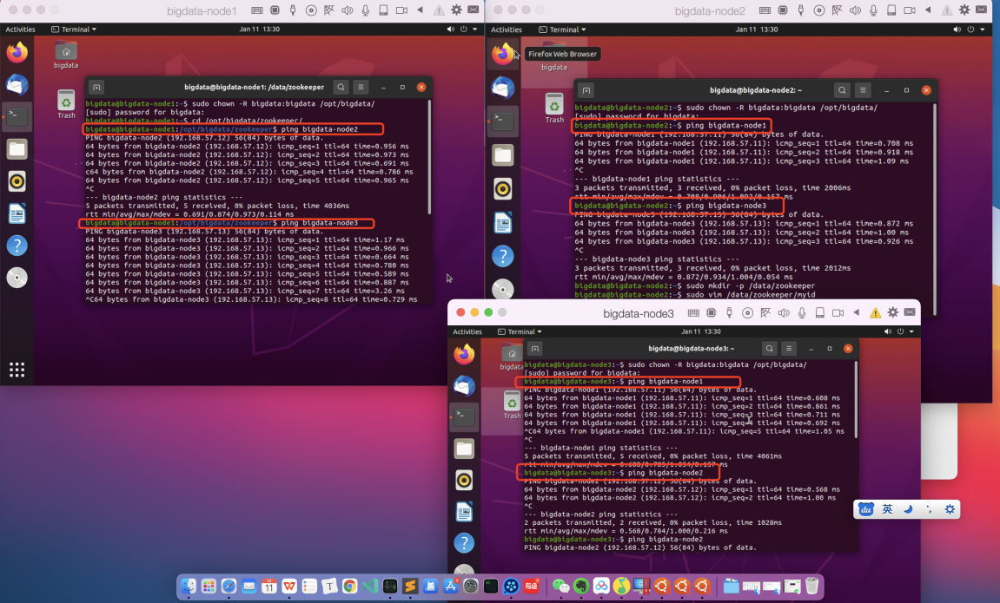 bigdata-node1
Activities
Terminal
Jan 11 13:30
bigdata
Trash
bigdata@bigdata-node1: /data/zookeeper
bigdata@bigdata-node1:~$ sudo chown -R bigdata:bigdata /opt/bigdata/
[sudo] password for bigdata:
bigdata@bigdata-node1:~$ cd /opt/bigdata/zookeeper/
bigdata@bigdata-node1:/opt/bigdata/zookeeper$ ping bigdata-node2
PING bigdata-node2 (192.168.57.12) 56(84) bytes of data.
64 bytes from bigdata-node2 (192.168.57.12): icmp_seq=1 ttl=64 time=0.956 ms
64 bytes from bigdata-node2 (192.168.57.12): icmp_seq=2 ttl=64 time=0.973 ms
64 bytes from bigdata-node2 (192.168.57.12): icmp_seq=3 ttl=64 time=0.691 ms
c64 bytes from bigdata-node2 (192.168.57.12): icmp_seq=4 ttl=64 time=0.786 ms
64 bytes from bigdata-node2 (192.168.57.12): icmp_seq=5 ttl=64 time=0.965 ms
^C
--- bigdata-node2 ping statistics ---
5 packets transmitted, 5 received, 0% packet loss, time 4036ms
rtt min/avg/max/mdev = 0.691/0.874/0.973/0.114 ms
bigdata@bigdata-node1:/opt/bigdata/zookeeper$ ping bigdata-node3
PING bigdata-node3 (192.168.57.13) 56(84) bytes of data.
64 bytes from bigdata-node3 (192.168.57.13): icmp_seq=1 ttl=64 time=1.17 ms
64 bytes from bigdata-node3 (192.168.57.13): icmp_seq=2 ttl=64 time=0.966 ms
64 bytes from bigdata-node3 (192.168.57.13): icmp_seq=3 ttl=64 time=0.664 ms
64 bytes from bigdata-node3 (192.168.57.13): icmp_seq=4 ttl=64 time=0.780 ms
64 bytes from bigdata-node3 (192.168.57.13): icmp_seq=5 ttl=64 time=0.589 ms
64 bytes from bigdata-node3 (192.168.57.13): icmp_seq=6 ttl=64 time=0.887 ms
64 bytes from bigdata-node3 (192.168.57.13): icmp_seq=7 ttl=64 time=3.26 ms
^C64 bytes from bigdata-node3 (192.168.57.13): icmp_seq=8 ttl=64 time=0.729 ms
bigdata-node2
Activities
Terminal
Jan 11 13:30
Firefox Web Browser
bigdata
Trash
bigdata@bigdata-node2: ~
bigdata@bigdata-node2:~$ sudo chown -R bigdata:bigdata /opt/bigdata/
[sudo] password for bigdata:
bigdata@bigdata-node2:~$ ping bigdata-node1
PING bigdata-node1 (192.168.57.11) 56(84) bytes of data.
64 bytes from bigdata-node1 (192.168.57.11): icmp_seq=1 ttl=64 time=0.708 ms
64 bytes from bigdata-node1 (192.168.57.11): icmp_seq=2 ttl=64 time=0.918 ms
64 bytes from bigdata-node1 (192.168.57.11): icmp_seq=3 ttl=64 time=1.09 ms
^C
--- bigdata-node1 ping statistics ---
3 packets transmitted, 3 received, 0% packet loss, time 2006ms
rtt min/avg/max/mdev =
bigdata@bigdata-node2:~$ ping bigdata-node3
PING bigdata-node3 (192.168.57.13) 56(84) bytes of data.
64 bytes from bigdata-node3 (192.168.57.13): icmp_seq=1 ttl=64 time=0.872 ms
64 bytes from bigdata-node3 (192.168.57.13): icmp_seq=2 ttl=64 time=1.00 ms
64 bytes from bigdata-node3 (192.168.57.13): icmp_seq=3 ttl=64 time=0.926 ms
^C
--- bigdata-node3 ping statistics ---
3 packets transmitted, 3 received, 0% packet loss, time 2012ms
rtt min/avg/max/mdev = 0.872/0.934/1.004/0.054 ms
bigdata@bigdata-node2:~$ sudo mkdir -p /data/zookeeper
bigdata@bigdata-node2:~$ sudo vim /data/zookeeper/myid
bigdata-node3
Activities
Terminal
Jan 11 13:30
bigdata
Trash
bigdata@bigdata-node3: ~
bigdata@bigdata-node3:~$ sudo chown -R bigdata:bigdata /opt/bigdata/
[sudo] password for bigdata:
bigdata@bigdata-node3:~$ ping bigdata-node1
PING bigdata-node1 (192.168.57.11) 56(84) bytes of data.
64 bytes from bigdata-node1 (192.168.57.11): icmp_seq=1 ttl=64 time=0.608 ms
64 bytes from bigdata-node1 (192.168.57.11): icmp_seq=2 ttl=64 time=0.861 ms
64 bytes from bigdata-node1 (192.168.57.11): icmp_seq=3 ttl=64 time=0.711 ms
64 bytes from bigdata-node1 (192.168.57.11): icmp_seq=4 ttl=64 time=0.692 ms
^C64 bytes from bigdata-node1 (192.168.57.11): icmp_seq=5 ttl=64 time=1.05 ms
^C
--- bigdata-node1 ping statistics ---
5 packets transmitted, 5 received, 0% packet loss, time 4061ms
rtt min/avg/max/mdev =
bigdata@bigdata-node3:~$ ping bigdata-node2
PING bigdata-node2 (192.168.57.12) 56(84) bytes of data.
64 bytes from bigdata-node2 (192.168.57.12): icmp_seq=1 ttl=64 time=0.568 ms
64 bytes from bigdata-node2 (192.168.57.12): icmp_seq=2 ttl=64 time=1.00 ms
^C
--- bigdata-node2 ping statistics ---
2 packets transmitted, 2 received, 0% packet loss, time 1028ms
rtt min/avg/max/mdev = 0.568/0.784/1.000/0.216 ms
bigdata@bigdata-node3:~$ ping bigdata-node2
PING bigdata-node2 (192.168.57.12) 56(84) bytes of data.
du 英
11